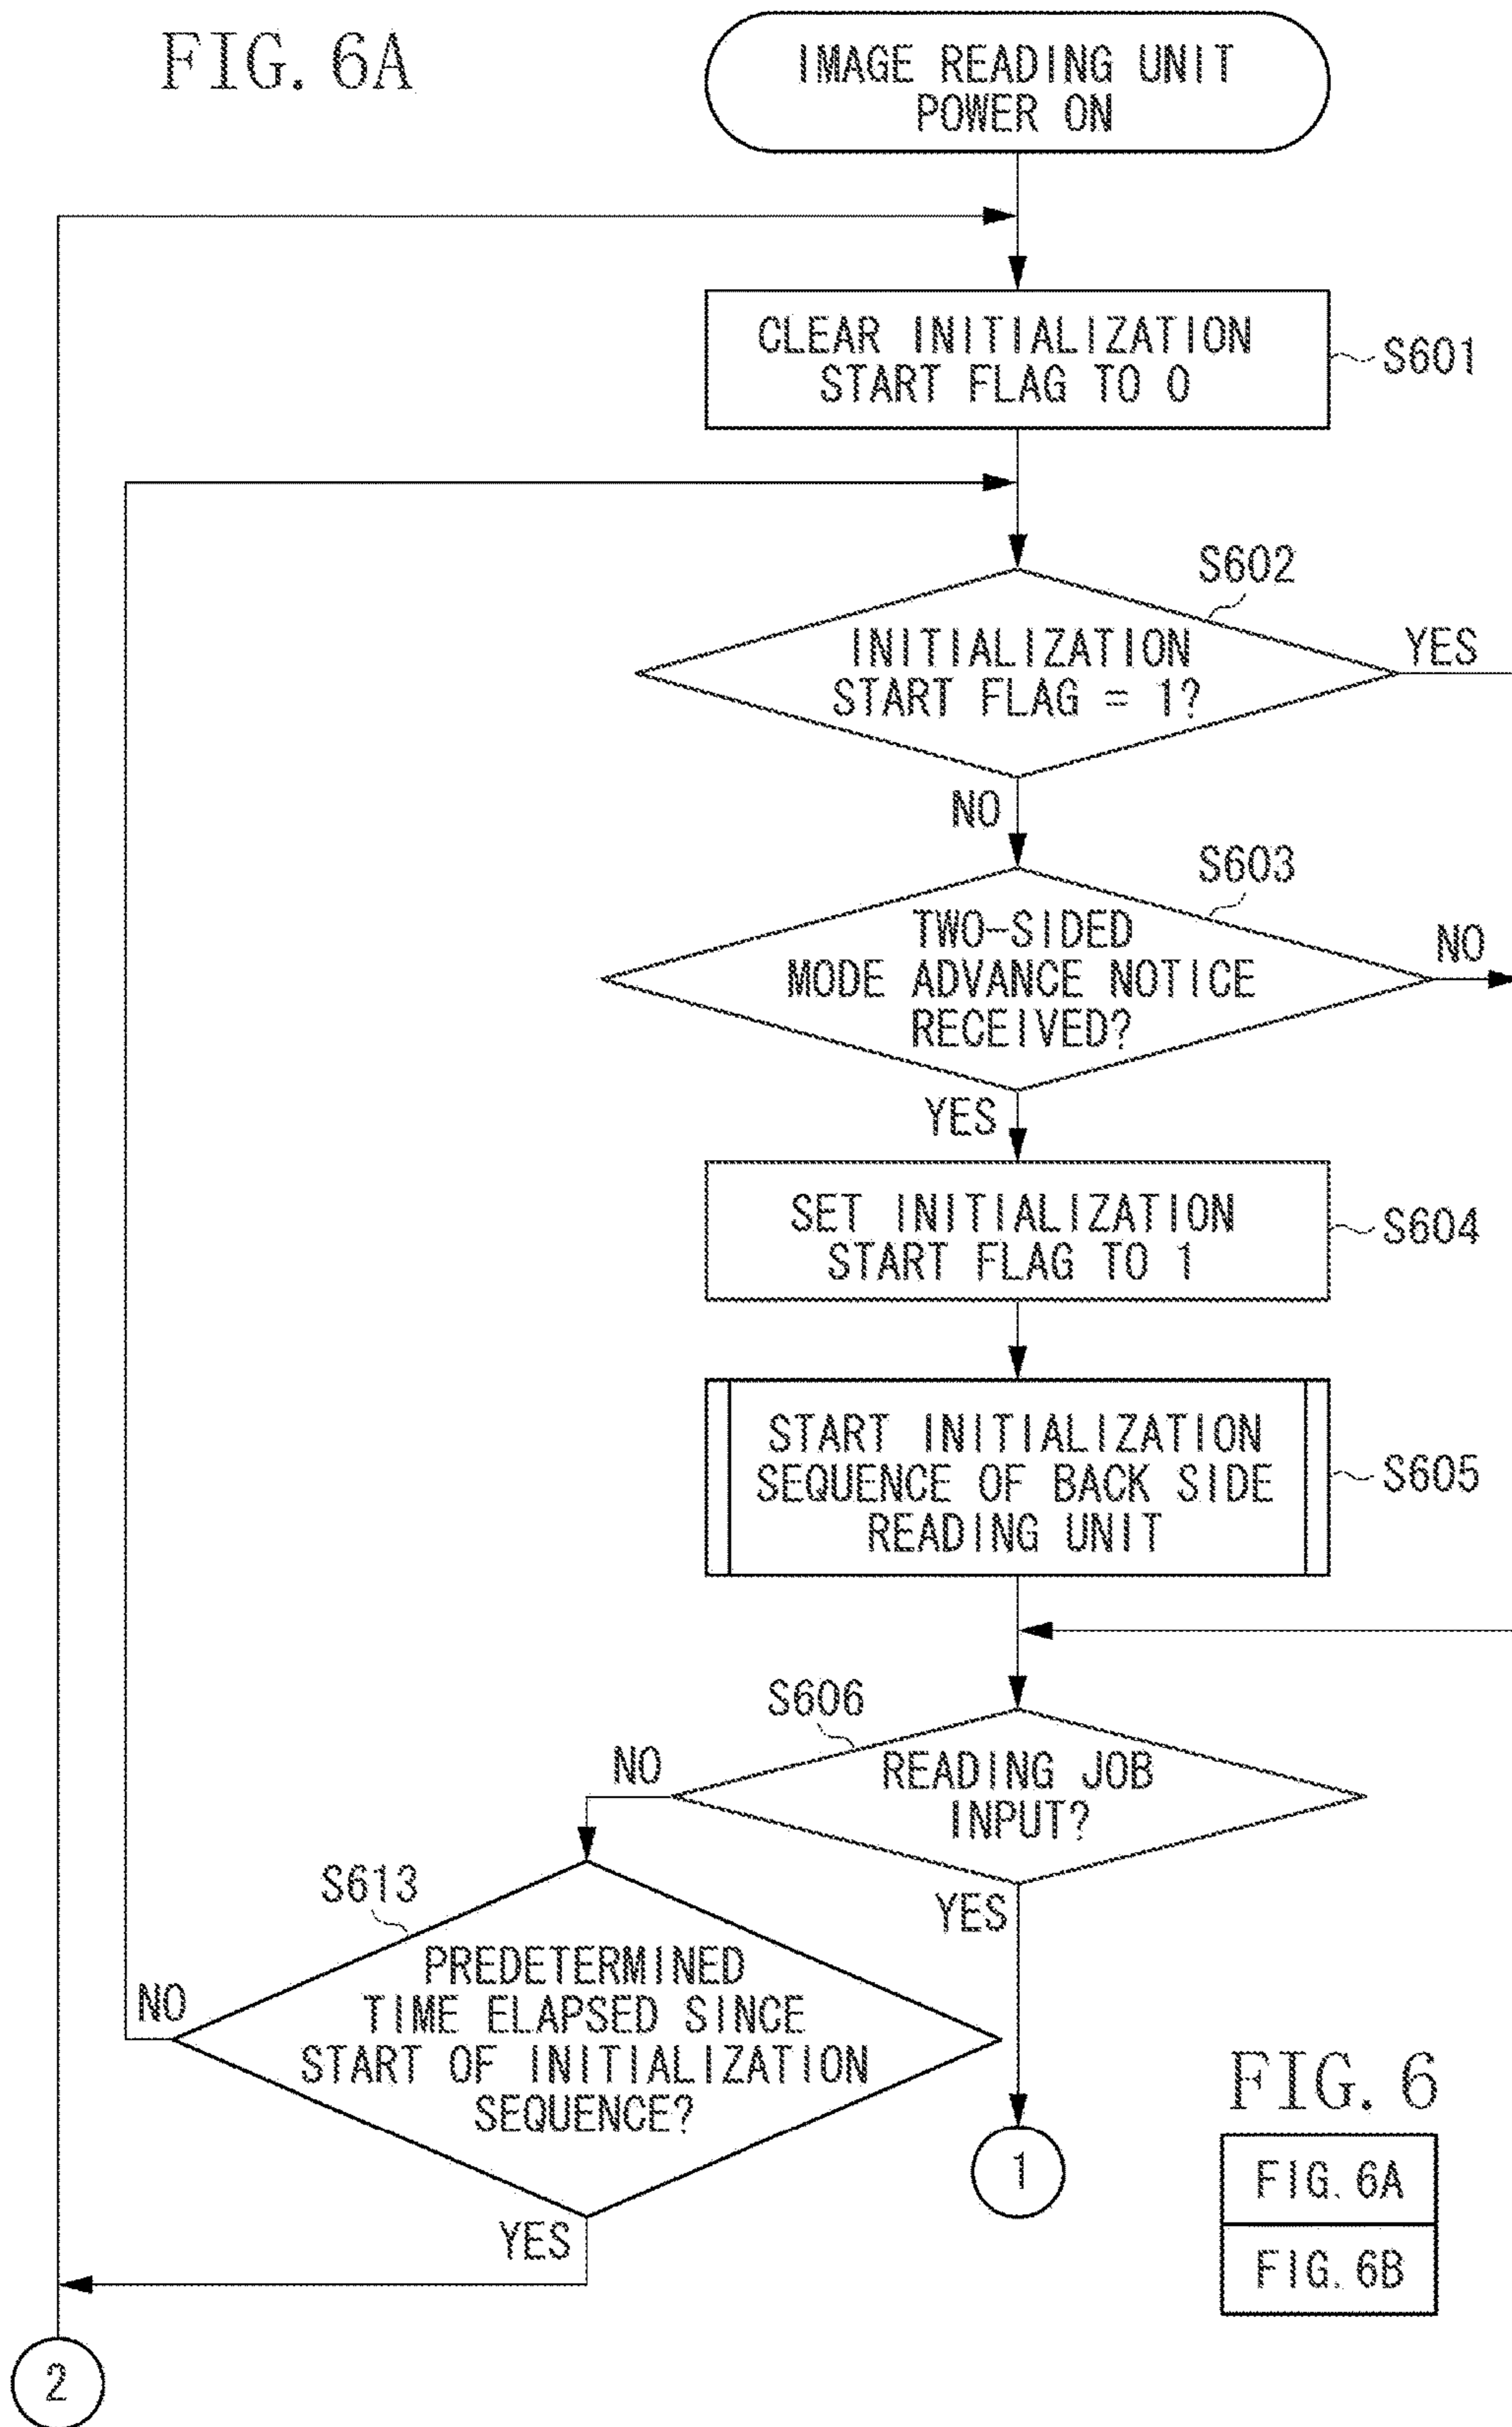 FIG. 6A
IMAGE READING UNIT
POWER ON
CLEAR INITIALIZATION
START FLAG TO 0
S601
S602
INITIALIZATION
START FLAG = 1?
YES
NO
S603
TWO-SIDED
MODE ADVANCE NOTICE
RECEIVED?
NO
YES
SET INITIALIZATION
START FLAG TO 1
S604
START INITIALIZATION
SEQUENCE OF BACK SIDE
READING UNIT
S605
S606
READING JOB
INPUT?
NO
YES
S613
PREDETERMINED
TIME ELAPSED SINCE
START OF INITIALIZATION
SEQUENCE?
NO
YES
1
2
FIG. 6
FIG. 6A
FIG. 6B